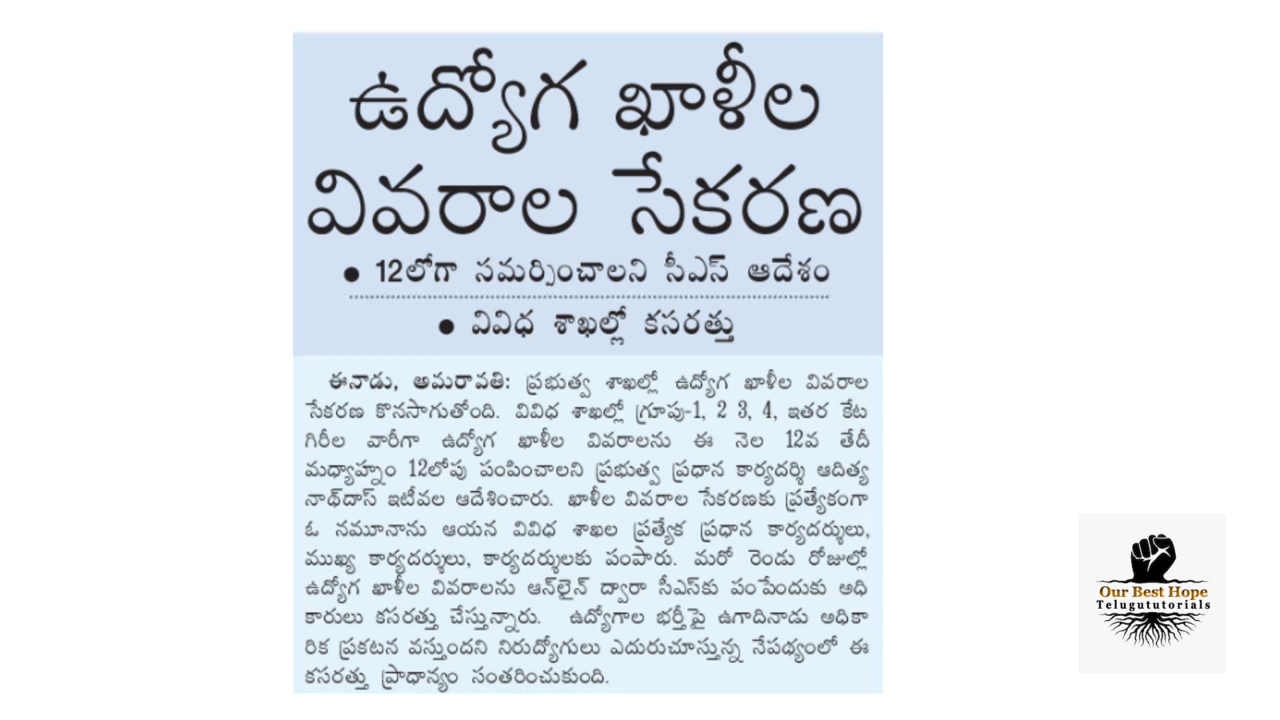 ఉద్యోగ ఖాళీల
వివరాల సేకరణ
● 12లోగా సమర్పించాలని సీఎస్ ఆదేశం
● వివిధ శాఖల్లో కసరత్తు
ఈనాడు, అమరావతి: ప్రభుత్వ శాఖల్లో ఉద్యోగ ఖాళీల వివరాల
సేకరణ కొనసాగుతోంది. వివిధ శాఖల్లో గ్రూపు-1, 2 3, 4, ఇతర కేట
గిరీల వారీగా ఉద్యోగ ఖాళీల వివరాలను ఈ నెల 12వ తేదీ
మధ్యాహ్నం 12లోపు పంపించాలని ప్రభుత్వ ప్రధాన కార్యదర్శి ఆదిత్య
నాథ్‌దాస్ ఇటీవల ఆదేశించారు. ఖాళీల వివరాల సేకరణకు ప్రత్యేకంగా
ఓ నమూనాను ఆయన వివిధ శాఖల ప్రత్యేక ప్రధాన కార్యదర్శులు,
ముఖ్య కార్యదర్శులు, కార్యదర్శులకు పంపారు. మరో రెండు రోజుల్లో
ఉద్యోగ ఖాళీల వివరాలను ఆన్‌లైన్ ద్వారా సీఎస్‌కు పంపేందుకు అధి
కారులు కసరత్తు చేస్తున్నారు. ఉద్యోగాల భర్తీపై ఉగాదినాడు అధికా
రిక ప్రకటన వస్తుందని నిరుద్యోగులు ఎదురుచూస్తున్న నేపథ్యంలో ఈ
కసరత్తు ప్రాధాన్యం సంతరించుకుంది.
Our Best Hope
Telugututorials